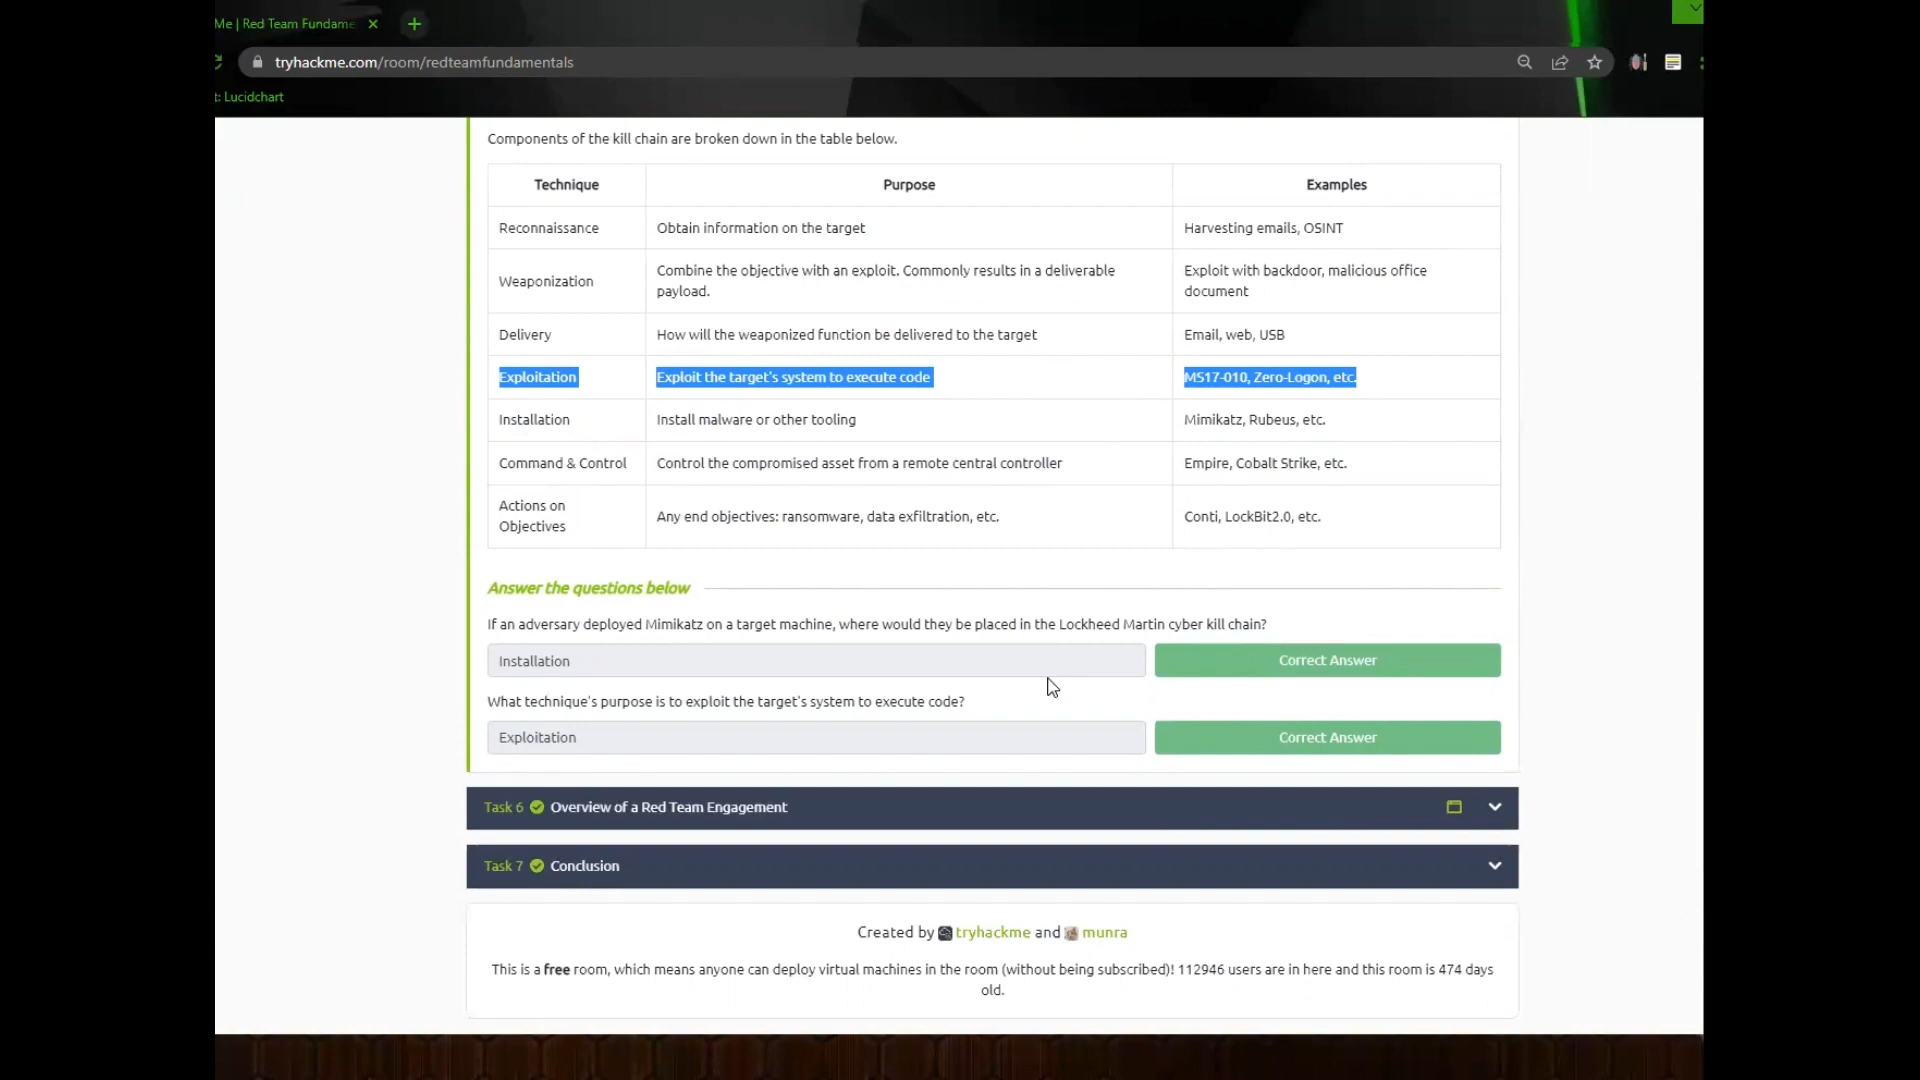 Me | Red Team Fundame
tryhackme.com/room/redteamfundamentals
t: Lucidchart
Components of the kill chain are broken down in the table below.
Technique Purpose Examples
Reconnaissance Obtain information on the target Harvesting emails, OSINT
Weaponization Combine the objective with an exploit. Commonly results in a deliverable payload. Exploit with backdoor, malicious office document
Delivery How will the weaponized function be delivered to the target Email, web, USB
Exploitation Exploit the target's system to execute code MS17-010, Zero-Logon, etc.
Installation Install malware or other tooling Mimikatz, Rubeus, etc.
Command & Control Control the compromised asset from a remote central controller Empire, Cobalt Strike, etc.
Actions on Objectives Any end objectives: ransomware, data exfiltration, etc. Conti, LockBit2.0, etc.
Answer the questions below
If an adversary deployed Mimikatz on a target machine, where would they be placed in the Lockheed Martin cyber kill chain?
Installation Correct Answer
What technique's purpose is to exploit the target's system to execute code?
Exploitation Correct Answer
Task 6 Overview of a Red Team Engagement
Task 7 Conclusion
Created by tryhackme and munra
This is a free room, which means anyone can deploy virtual machines in the room (without being subscribed)! 112946 users are in here and this room is 474 days
old.